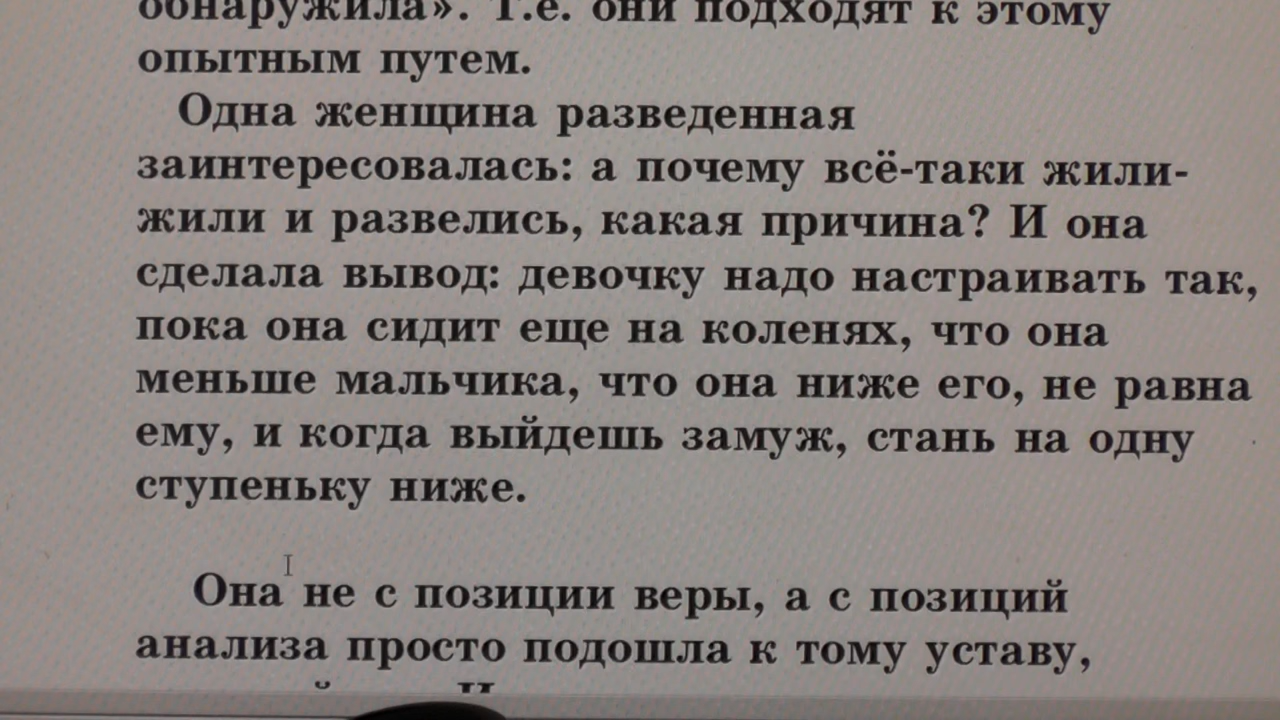 обнаружила». Т.е. они подходят к этому
опытным путем.
Одна женщина разведенная
заинтересовалась: а почему всё-таки жили-
жили и развелись, какая причина? И она
сделала вывод: девочку надо настраивать так,
пока она сидит еще на коленях, что она
меньше мальчика, что она ниже его, не равна
ему, и когда выйдешь замуж, стань на одну
ступеньку ниже.
Она не с позиции веры, а с позиций
анализа просто подошла к тому уставу,